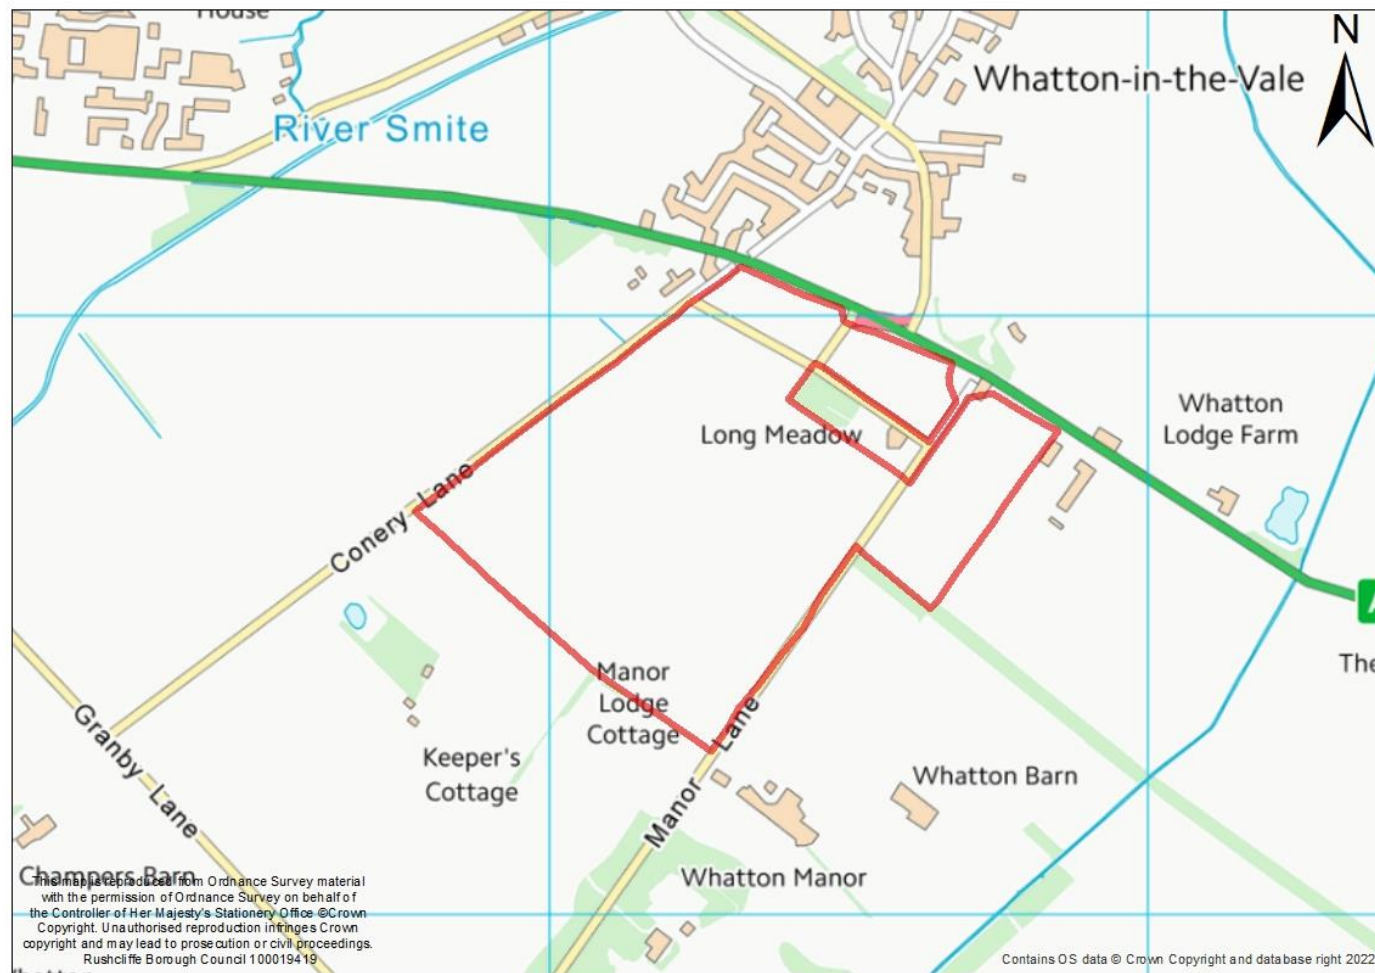 House
N
Whatton-in-the-Vale
River Smite
Whatton
Lodge Farm
Long Meadow
Conery Lane
The
Manor
Lodge
Cottage
Manor Lane
Keeper's
Cottage
Granby Lane
Whatton Barn
Whatton Manor
Champers Barn
This map is reproduced from Ordnance Survey material
with the permission of Ordnance Survey on behalf of
the Controller of Her Majesty's Stationery Office ©Crown
Copyright. Unauthorised reproduction infringes Crown
copyright and may lead to prosecution or civil proceedings.
Rushcliffe Borough Council 100019419
Contains OS data © Crown Copyright and database right 2022